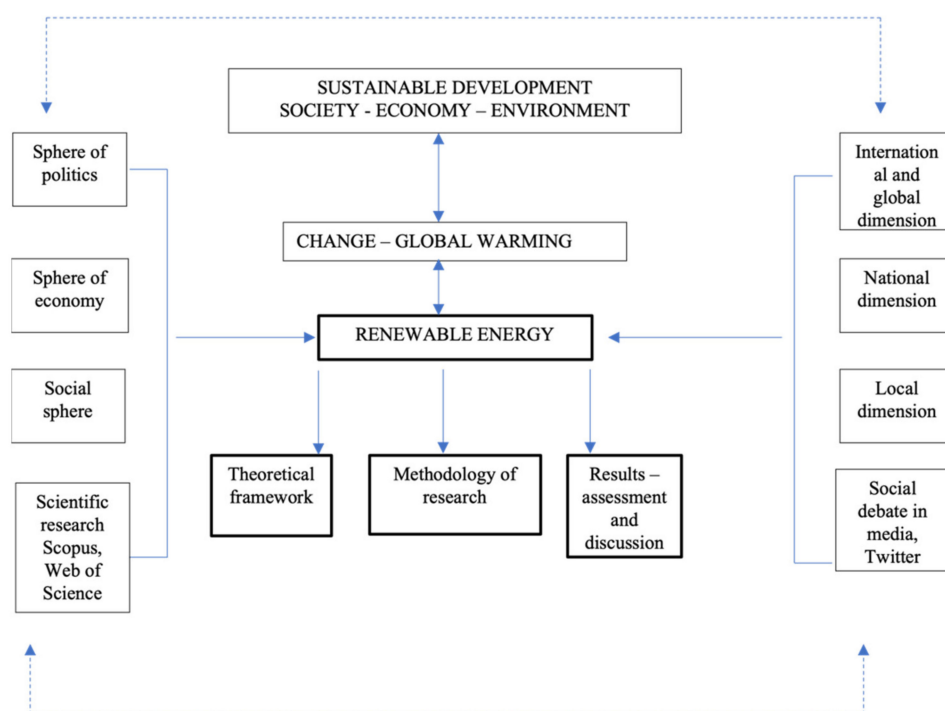 SUSTAINABLE DEVELOPMENT
SOCIETY - ECONOMY – ENVIRONMENT
Sphere of
politics
Internation
al and
global
dimension
CHANGE – GLOBAL WARMING
Sphere of
economy
National
dimension
RENEWABLE ENERGY
Social
sphere
Local
dimension
Theoretical
framework
Methodology of
research
Results –
assessment
and
discussion
Scientific
research
Scopus,
Web of
Science
Social
debate in
media,
Twitter